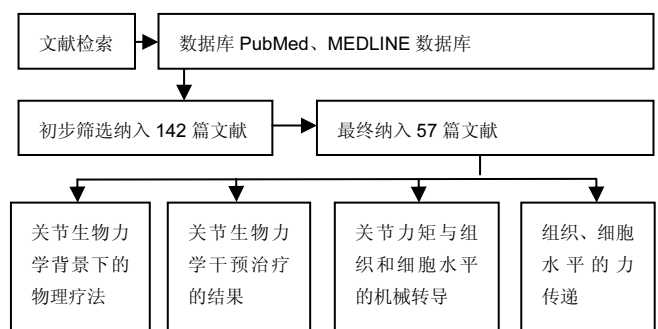 文献检索
数据库 PubMed、MEDLINE 数据库
初步筛选纳入 142 篇文献
最终纳入 57 篇文献
关节生物力
学背景下的
物理疗法
关节生物力
学干预治疗
的结果
关节力矩与组
织和细胞水平
的机械转导
组织、细胞
水平的力
传递